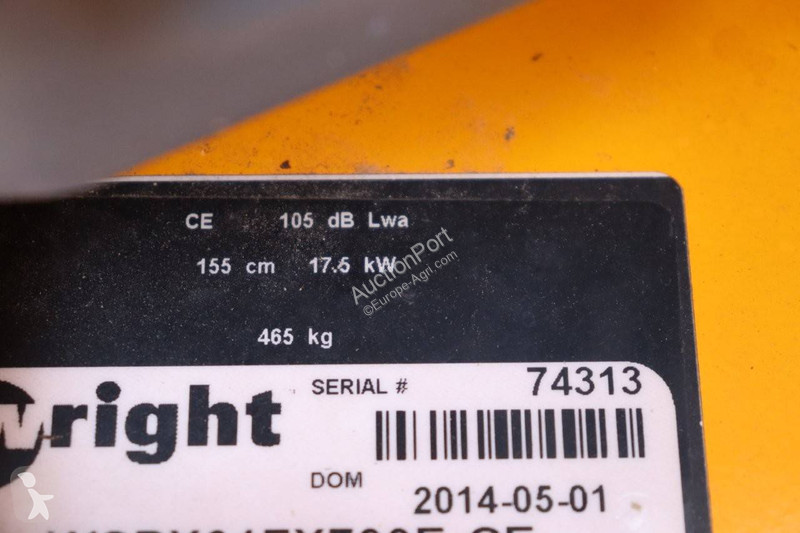 CE 105 dB Lwa
155 cm 17.5 kW
AuctionPort
©Europe-Agri.com
465 kg
wright
SERIAL # 74313
DOM
2014-05-01